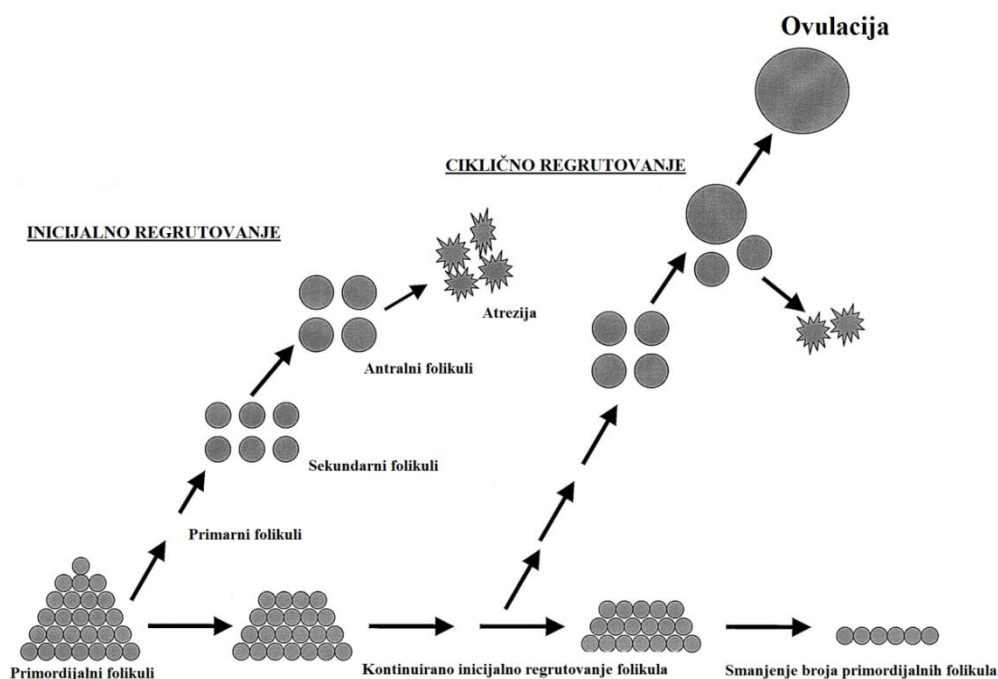 Ovulacija
CIKLIČNO REGRUTOVANJE
INICIJALNO REGRUTOVANJE
Atrezija
Antralni folikuli
Sekundarni folikuli
Primarni folikuli
Primordijalni folikuli
Kontinuirano inicijalno regrutovanje folikula
Smanjenje broja primordijalnih folikula